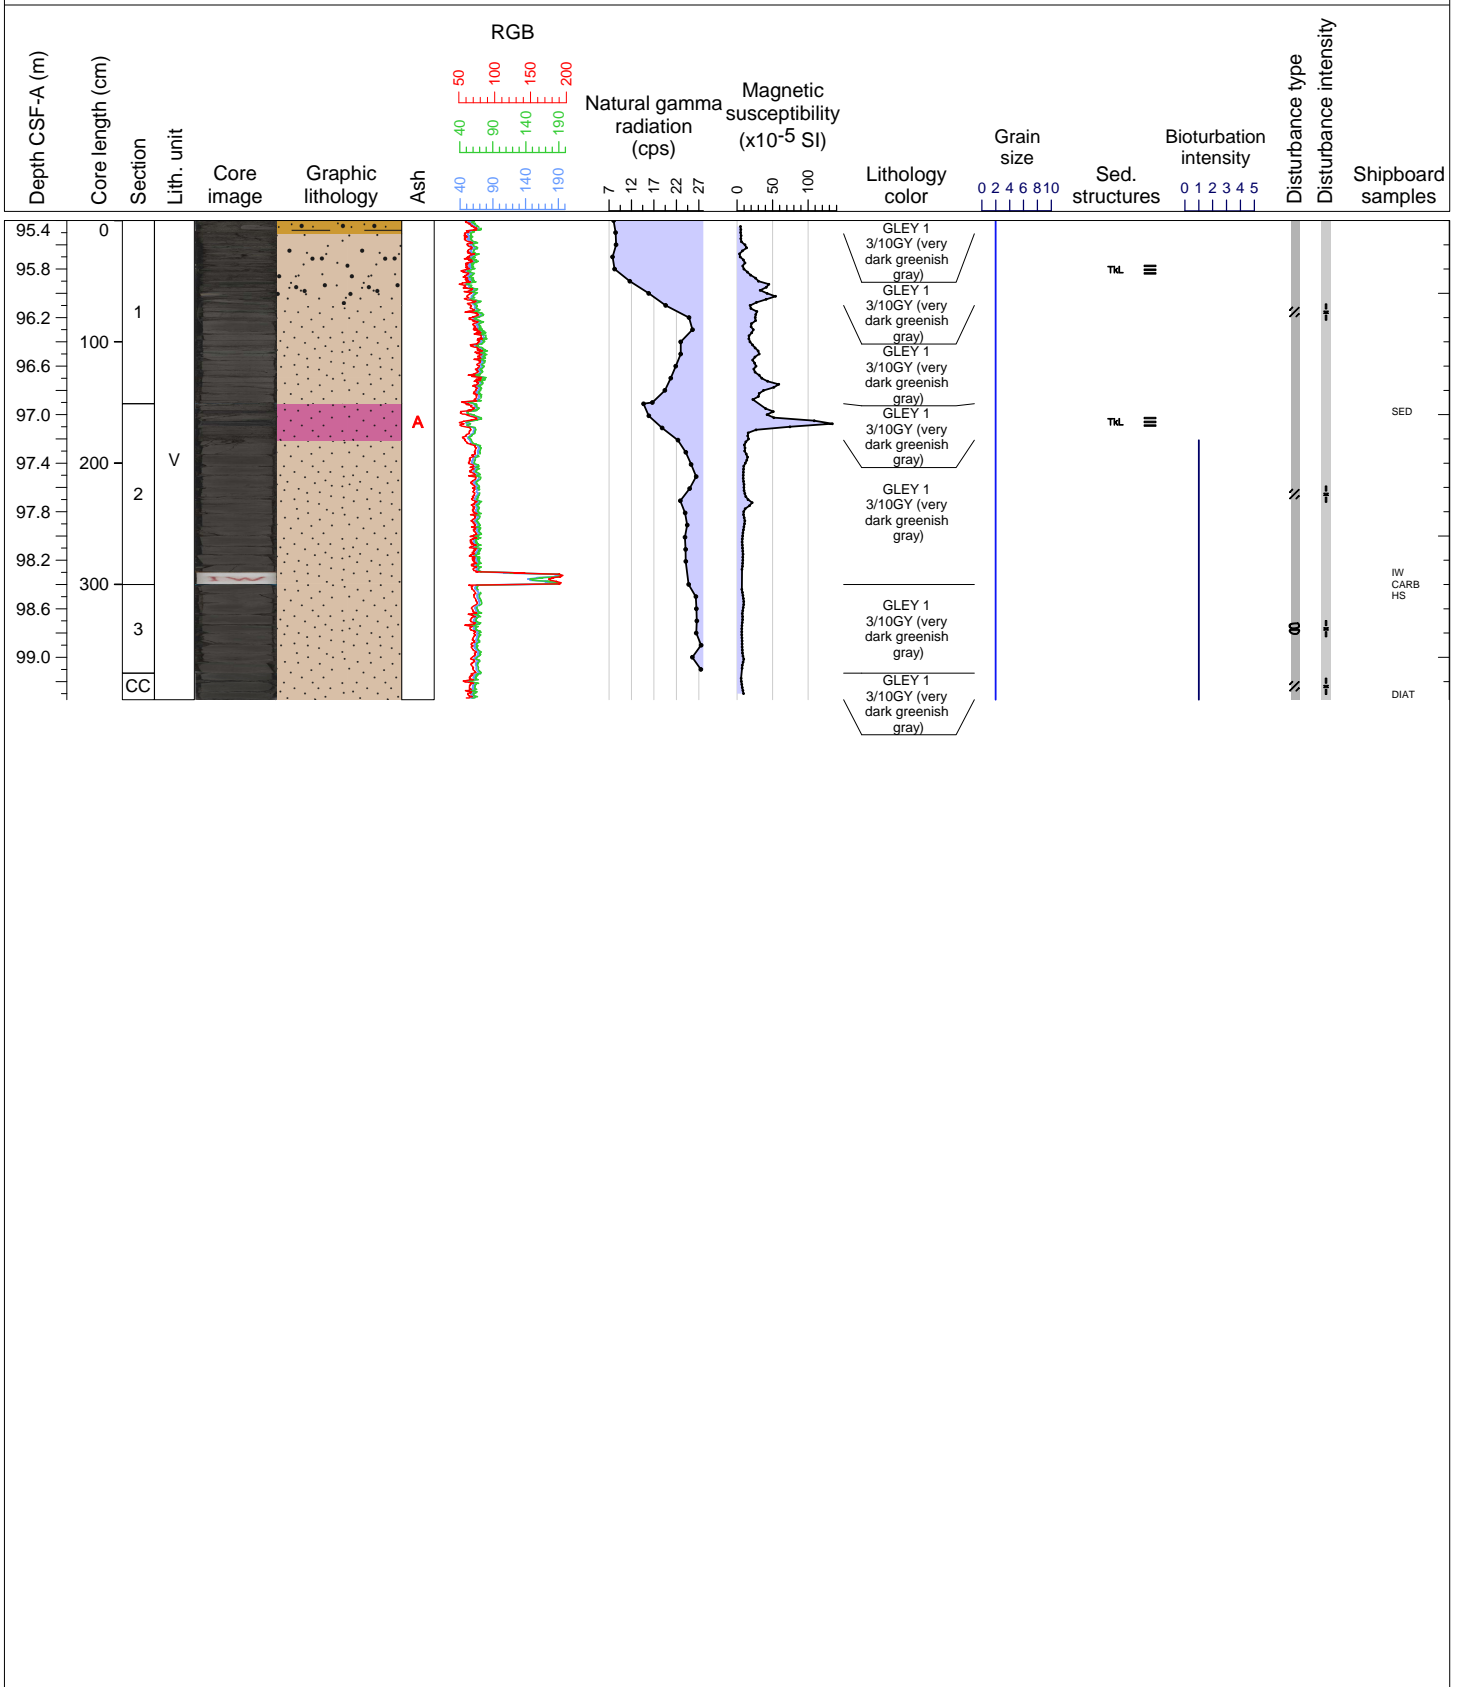 RGB
50 100 150 200
40 90 140 190
40 90 140 190
Depth CSF-A (m)
Core length (cm)
Section
Lith. unit
Core
image
Graphic
lithology
Ash
Natural gamma
radiation
(cps)
7 12 17 22 27
Magnetic
susceptibility
(x10-5 SI)
0 50 100
Lithology
color
Grain
size
0 2 4 6 8 10
Sed.
structures
Bioturbation
intensity
0 1 2 3 4 5
Disturbance type
Disturbance intensity
Shipboard
samples
95.4
95.8
96.2
96.6
97.0
97.4
97.8
98.2
98.6
99.0
0
100
200
300
1
2
3
CC
V
A
GLEY 1
3/10GY (very
dark greenish
gray)
GLEY 1
3/10GY (very
dark greenish
gray)
GLEY 1
3/10GY (very
dark greenish
gray)
GLEY 1
3/10GY (very
dark greenish
gray)
GLEY 1
3/10GY (very
dark greenish
gray)
GLEY 1
3/10GY (very
dark greenish
gray)
GLEY 1
3/10GY (very
dark greenish
gray)
TkL
TkL
SED
IW
CARB
HS
DIAT